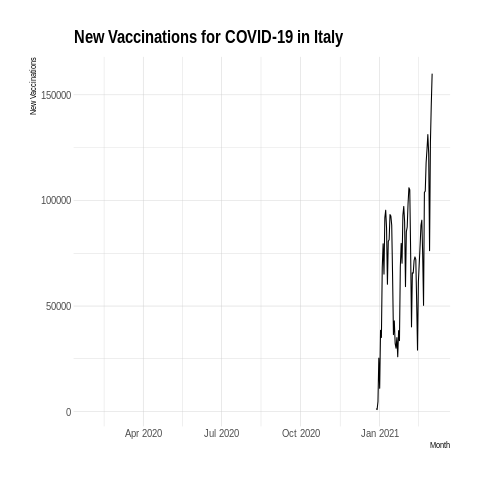 New Vaccinations for COVID-19 in Italy
New Vaccinations
150000
100000
50000
0
Apr 2020 Jul 2020 Oct 2020 Jan 2021
Month